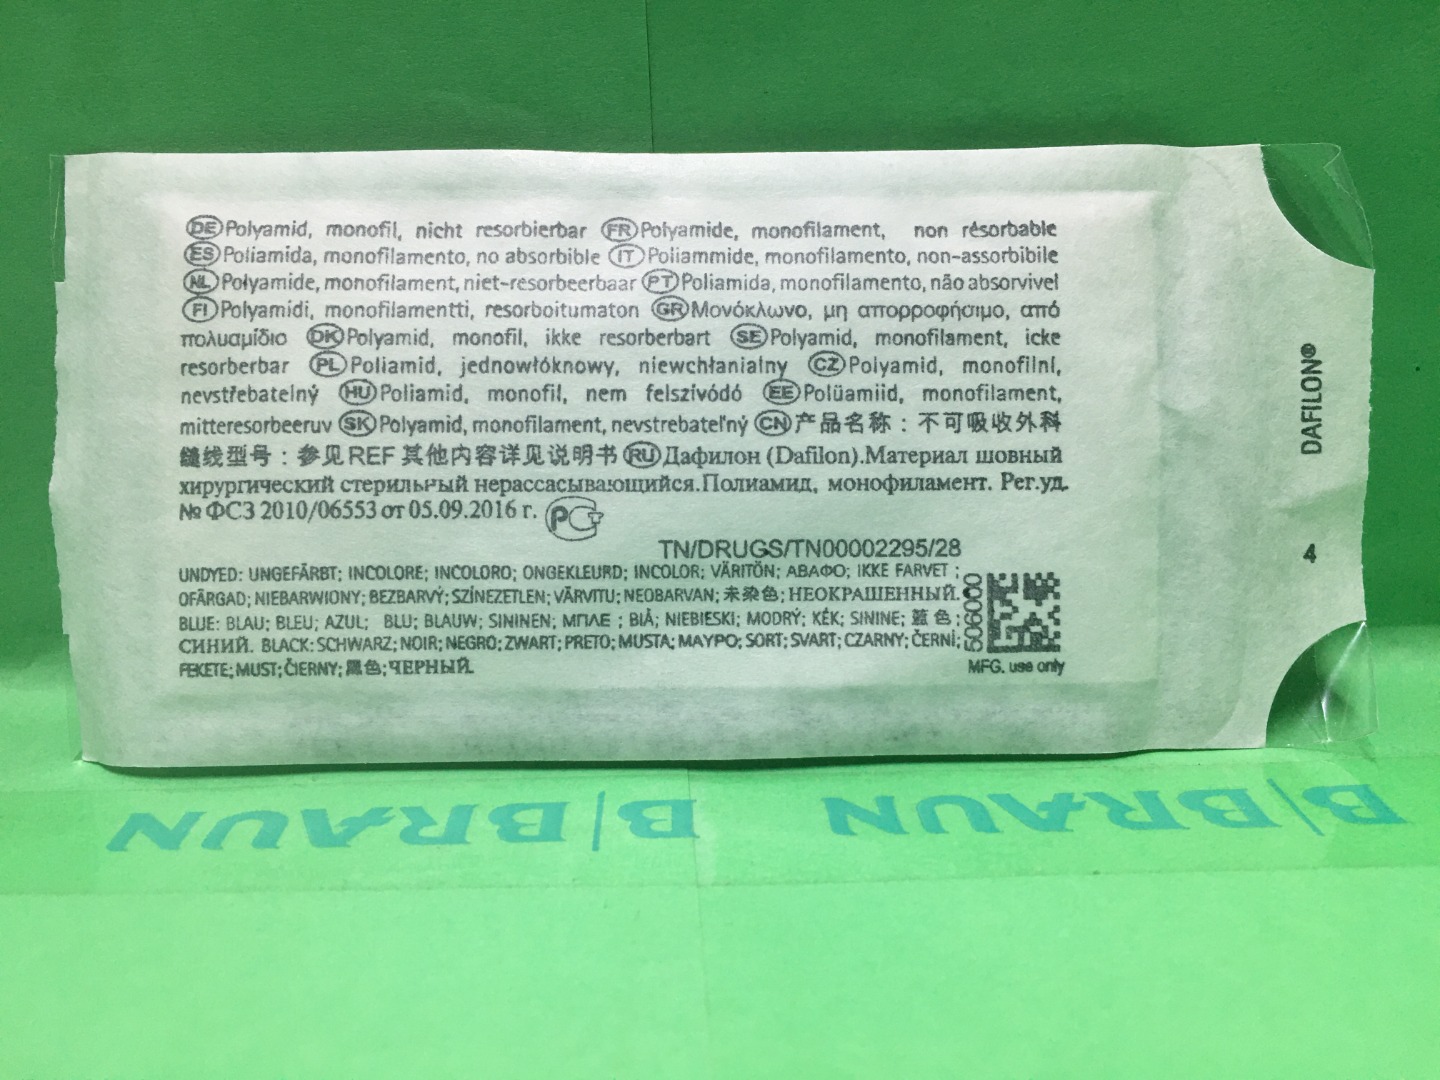 DE Polyamid, monofil, nicht resorbierbar FR Polyamide, monofilament, non résorbable
ES Poliamida, monofilamento, no absorbible IT Poliammide, monofilamento, non-assorbibile
NL Polyamide, monofilament, niet-resorbeerbaar PT Poliamida, monofilamento, não absorvivel
FI Polyamidi, monofilamentti, resorboitumaton GR Μονόκλωνο, μη απορροφήσιμο, από
πολυαμίδιο DK Polyamid, monofil, ikke resorberbart SE Polyamid, monofilament, icke
resorberbar PL Poliamid, jednowłóknowy, niewchłanialny CZ Polyamid, monofilní,
nevstřebatelný HU Poliamid, monofil, nem felszívódó EE Polüamiid, monofilament,
mitteresorbeeruv SK Polyamid, monofilament, nevstrebateľný CN 产品名称：不可吸收外科
缝线型号：参见REF 其他内容详见说明书 RU Дафилон (Dafilon).Материал шовный
хирургический стерильный нерассасывающийся.Полиамид, монофиламент. Рег.уд.
№ ФСЗ 2010/06553 от 05.09.2016 г.
TN/DRUGS/TN00002295/28
UNDYED: UNGEFÄRBT; INCOLORE; INCOLORO; ONGEKLEURD; INCOLOR; VÄRITÖN; ΑΒΑΦΟ; IKKE FARVET ;
OFÄRGAD; NIEBARWIONY; BEZBARVÝ; SZÍNEZETLEN; VÄRVITU; NEOBARVAN; 未染色; НЕОКРАШЕННЫЙ.
BLUE: BLAU; BLEU; AZUL; BLU; BLAUW; SININEN; ΜΠΛΕ ; BLÅ; NIEBIESKI; MODRÝ; KÉK; SININE; 蓝色;
СИНИЙ. BLACK: SCHWARZ; NOIR; NEGRO; ZWART; PRETO; MUSTA; ΜΑΥΡΟ; SORT; SVART; CZARNY; ČERNÍ;
FEKETE; MUST; ČIERNY; 黑色; ЧЕРНЫЙ.
5060000
MFG. use only
DAFILON®
4
B|BRAUN
B|BRAUN